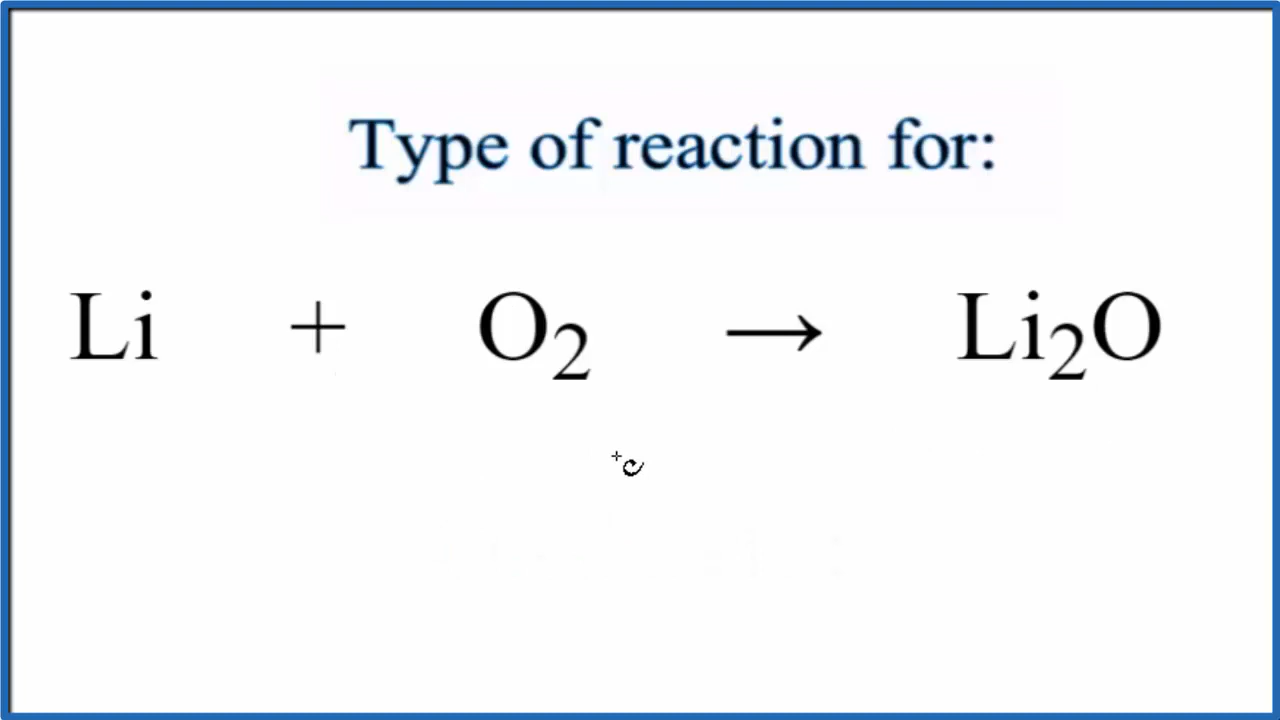 Type of reaction for:
Li + O₂ → Li₂O